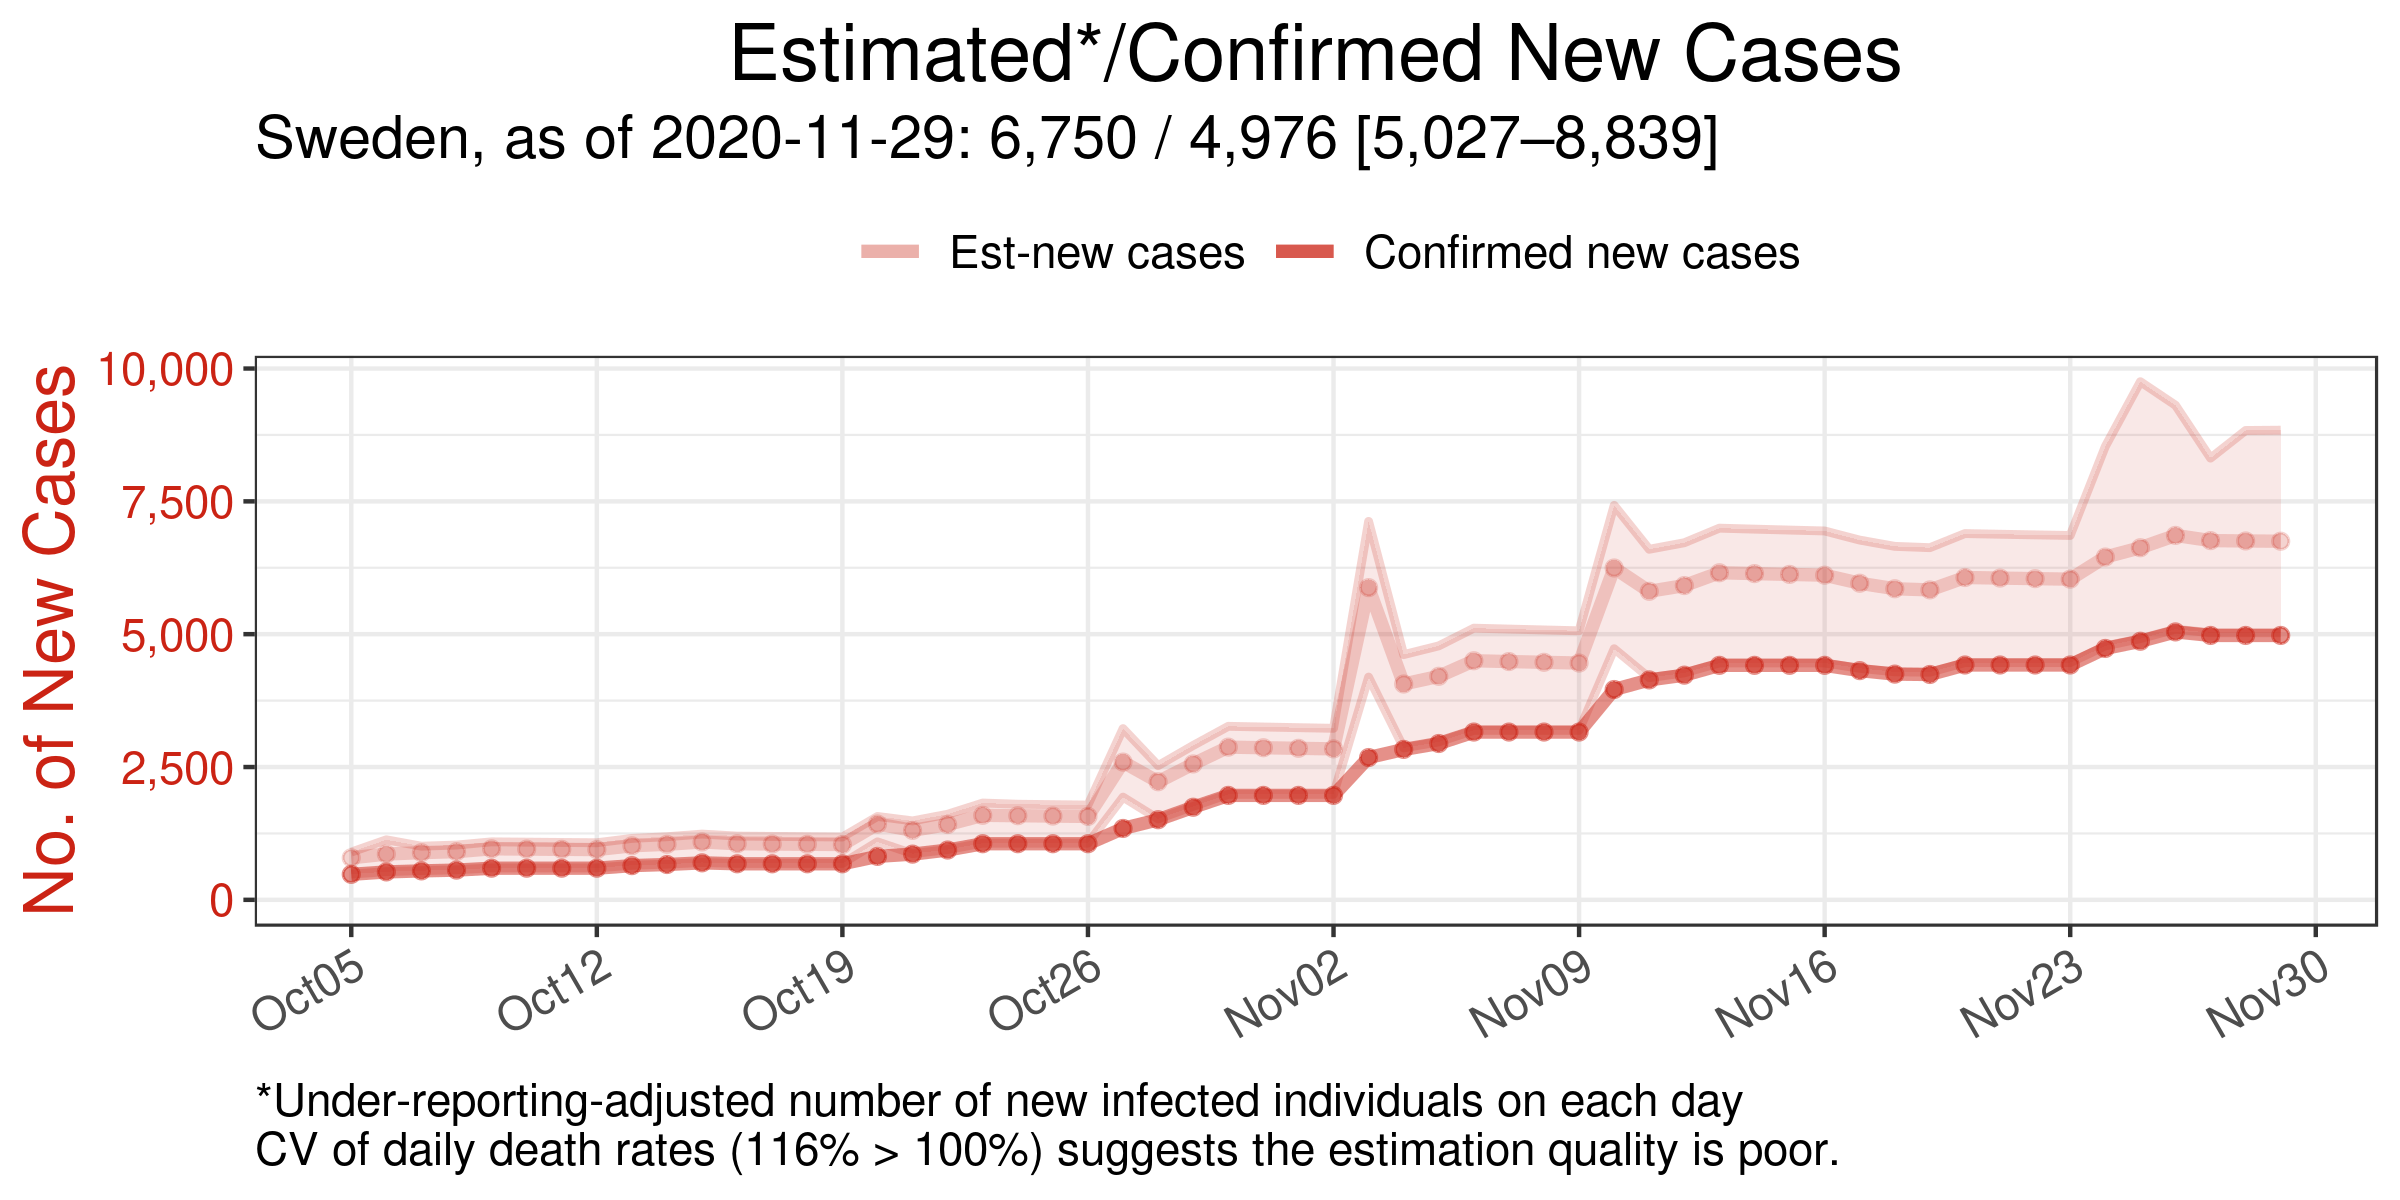 Estimated*/Confirmed New Cases
Sweden, as of 2020-11-29: 6,750 / 4,976 [5,027–8,839]
Est-new cases Confirmed new cases
No. of New Cases
10,000
7,500
5,000
2,500
0
Oct05 Oct12 Oct19 Oct26 Nov02 Nov09 Nov16 Nov23 Nov30
*Under-reporting-adjusted number of new infected individuals on each day
CV of daily death rates (116% > 100%) suggests the estimation quality is poor.